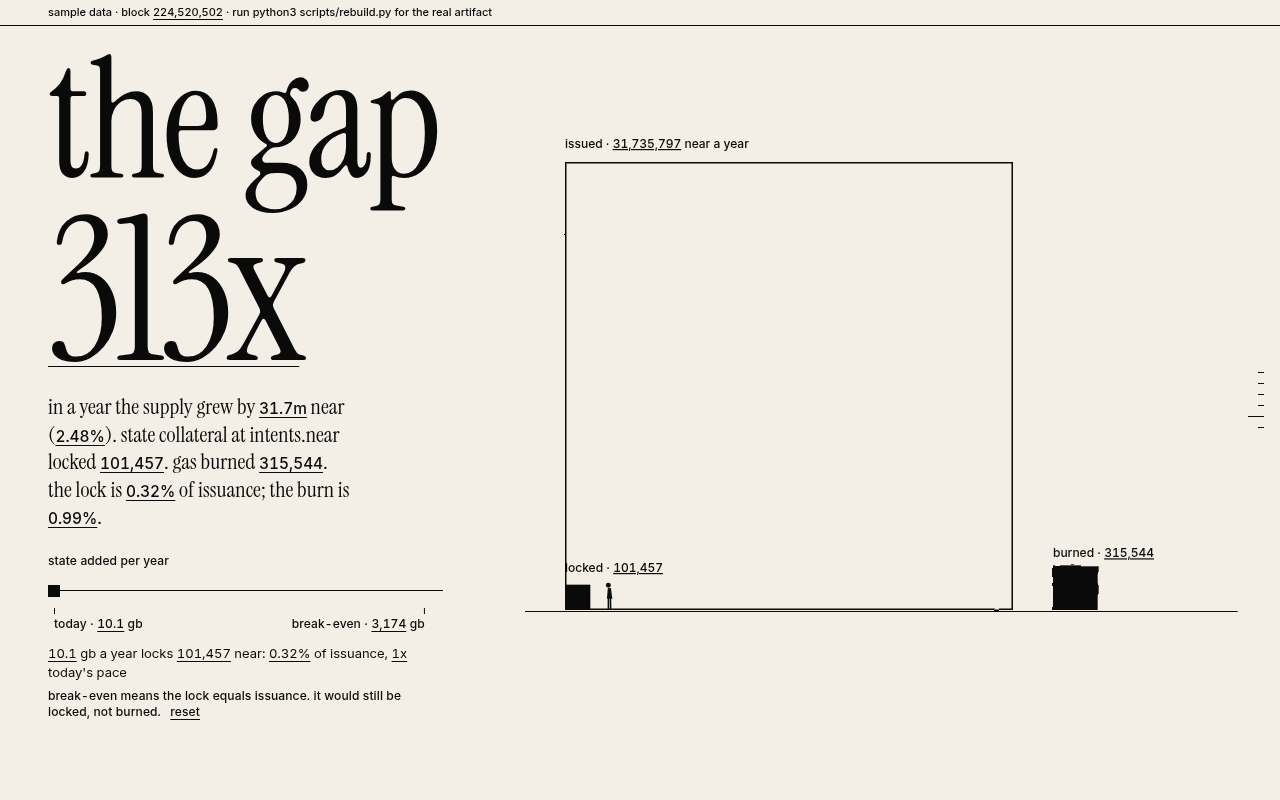 sample data · block 224,520,502 · run python3 scripts/rebuild.py for the real artifact
the gap
313x
in a year the supply grew by 31.7m near
(2.48%). state collateral at intents.near
locked 101,457. gas burned 315,544.
the lock is 0.32% of issuance; the burn is
0.99%.
state added per year
today · 10.1 gb
break-even · 3,174 gb
10.1 gb a year locks 101,457 near: 0.32% of issuance, 1x
today's pace
break-even means the lock equals issuance. it would still be
locked, not burned. reset
issued · 31,735,797 near a year
locked · 101,457
burned · 315,544